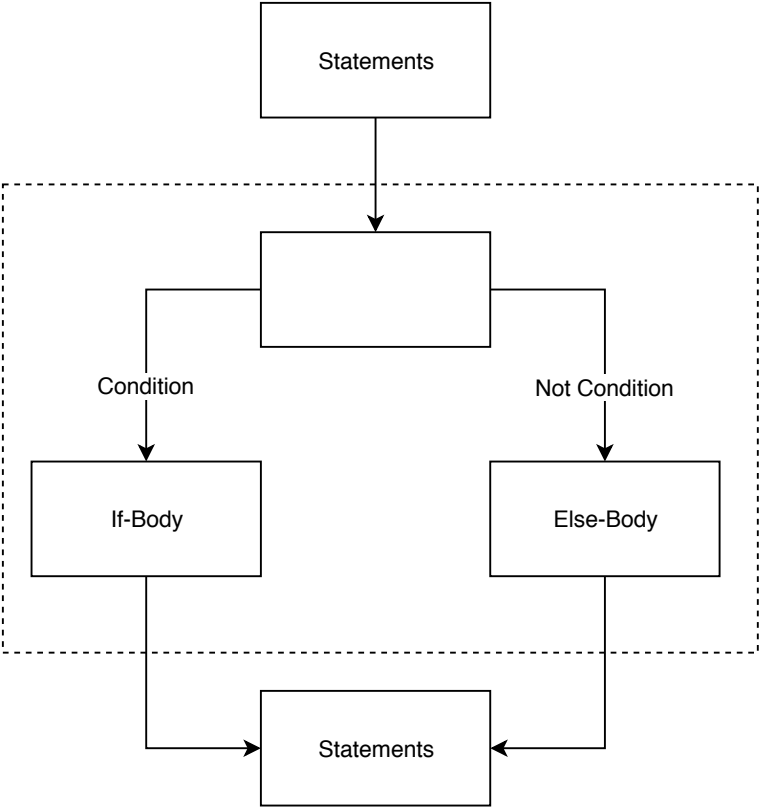 Statements
Condition
Not Condition
If-Body
Else-Body
Statements